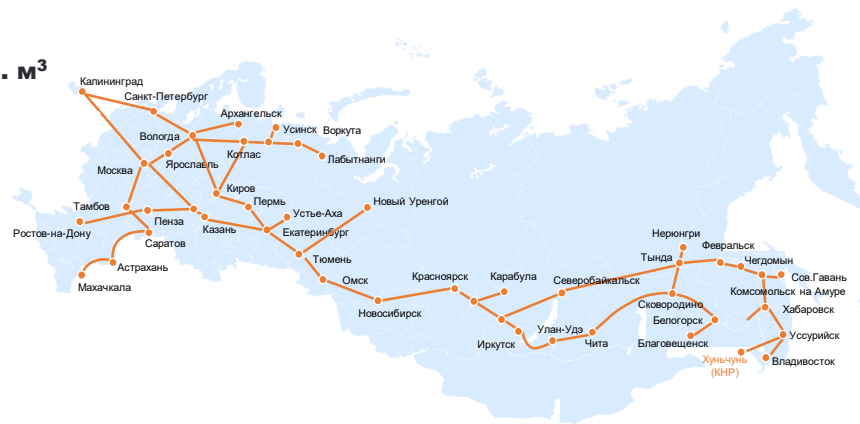 . м³
Калининград
Санкт-Петербург
Архангельск
Вологда
Усинск
Воркута
Котлас
Лабытнанги
Москва
Ярославль
Киров
Пермь
Новый Уренгой
Тамбов
Пенза
Устье-Аха
Ростов-на-Дону
Казань
Екатеринбург
Саратов
Нерюнгри
Февральск
Тюмень
Тында
Чегдомын
Астрахань
Омск
Красноярск
Карабула
Северобайкальск
Сов.Гавань
Махачкала
Комсомольск на Амуре
Новосибирск
Сковородино
Хабаровск
Белогорск
Улан-Удэ
Уссурийск
Иркутск
Чита
Благовещенск
Хуньчунь
(КНР)
Владивосток